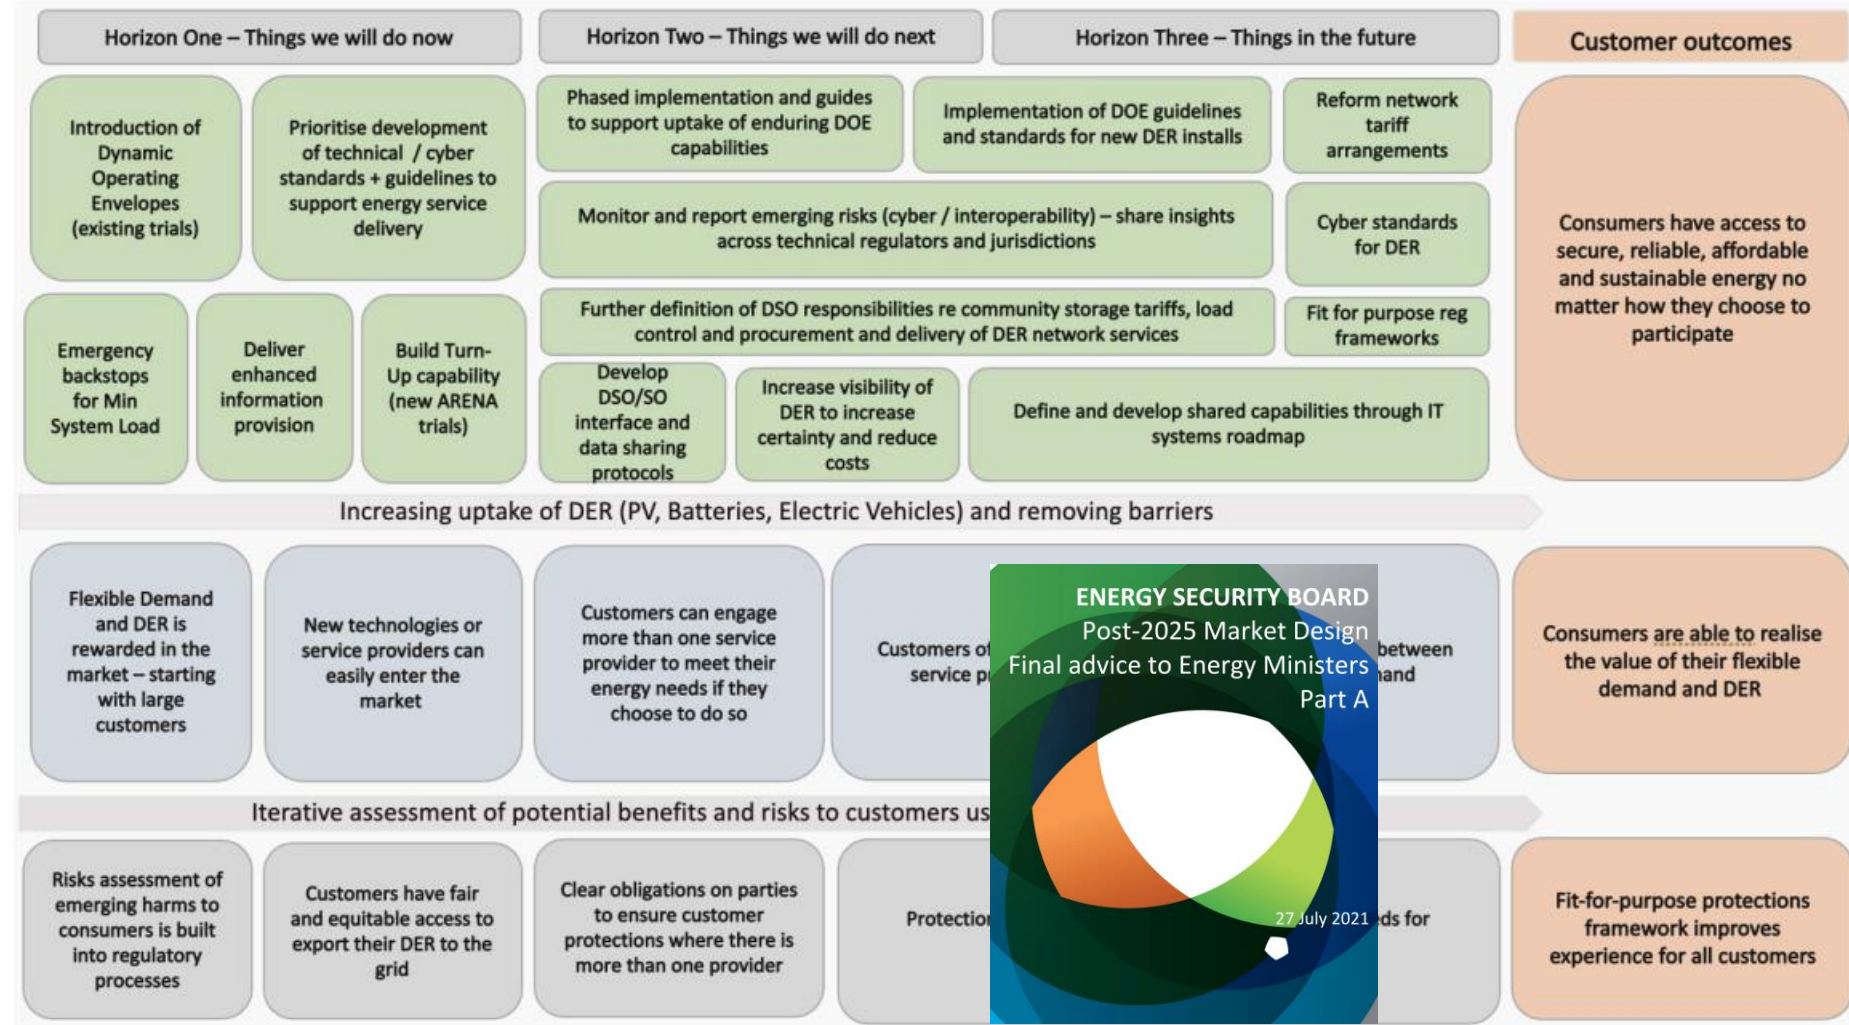 Horizon One – Things we will do now
Horizon Two – Things we will do next
Horizon Three – Things in the future
Customer outcomes
Introduction of
Dynamic
Operating
Envelopes
(existing trials)
Prioritise development
of technical / cyber
standards + guidelines to
support energy service
delivery
Phased implementation and guides
to support uptake of enduring DOE
capabilities
Implementation of DOE guidelines
and standards for new DER installs
Reform network
tariff
arrangements
Monitor and report emerging risks (cyber / interoperability) – share insights
across technical regulators and jurisdictions
Cyber standards
for DER
Consumers have access to
secure, reliable, affordable
and sustainable energy no
matter how they choose to
participate
Emergency
backstops
for Min
System Load
Deliver
enhanced
information
provision
Build Turn-
Up capability
(new ARENA
trials)
Further definition of DSO responsibilities re community storage tariffs, load
control and procurement and delivery of DER network services
Fit for purpose reg
frameworks
Develop
DSO/SO
interface and
data sharing
protocols
Increase visibility of
DER to increase
certainty and reduce
costs
Define and develop shared capabilities through IT
systems roadmap
Increasing uptake of DER (PV, Batteries, Electric Vehicles) and removing barriers
Flexible Demand
and DER is
rewarded in the
market – starting
with large
customers
New technologies or
service providers can
easily enter the
market
Customers can engage
more than one service
provider to meet their
energy needs if they
choose to do so
Customers
service
between
ENERGY SECURITY BOARD
Post-2025 Market Design
Final advice to Energy Ministers
Part A
27 July 2021
Consumers are able to realise
the value of their flexible
demand and DER
Iterative assessment of potential benefits and risks to customers
Risks assessment of
emerging harms to
consumers is built
into regulatory
processes
Customers have fair
and equitable access to
export their DER to the
grid
Clear obligations on parties
to ensure customer
protections where there is
more than one provider
for
Fit-for-purpose protections
framework improves
experience for all customers